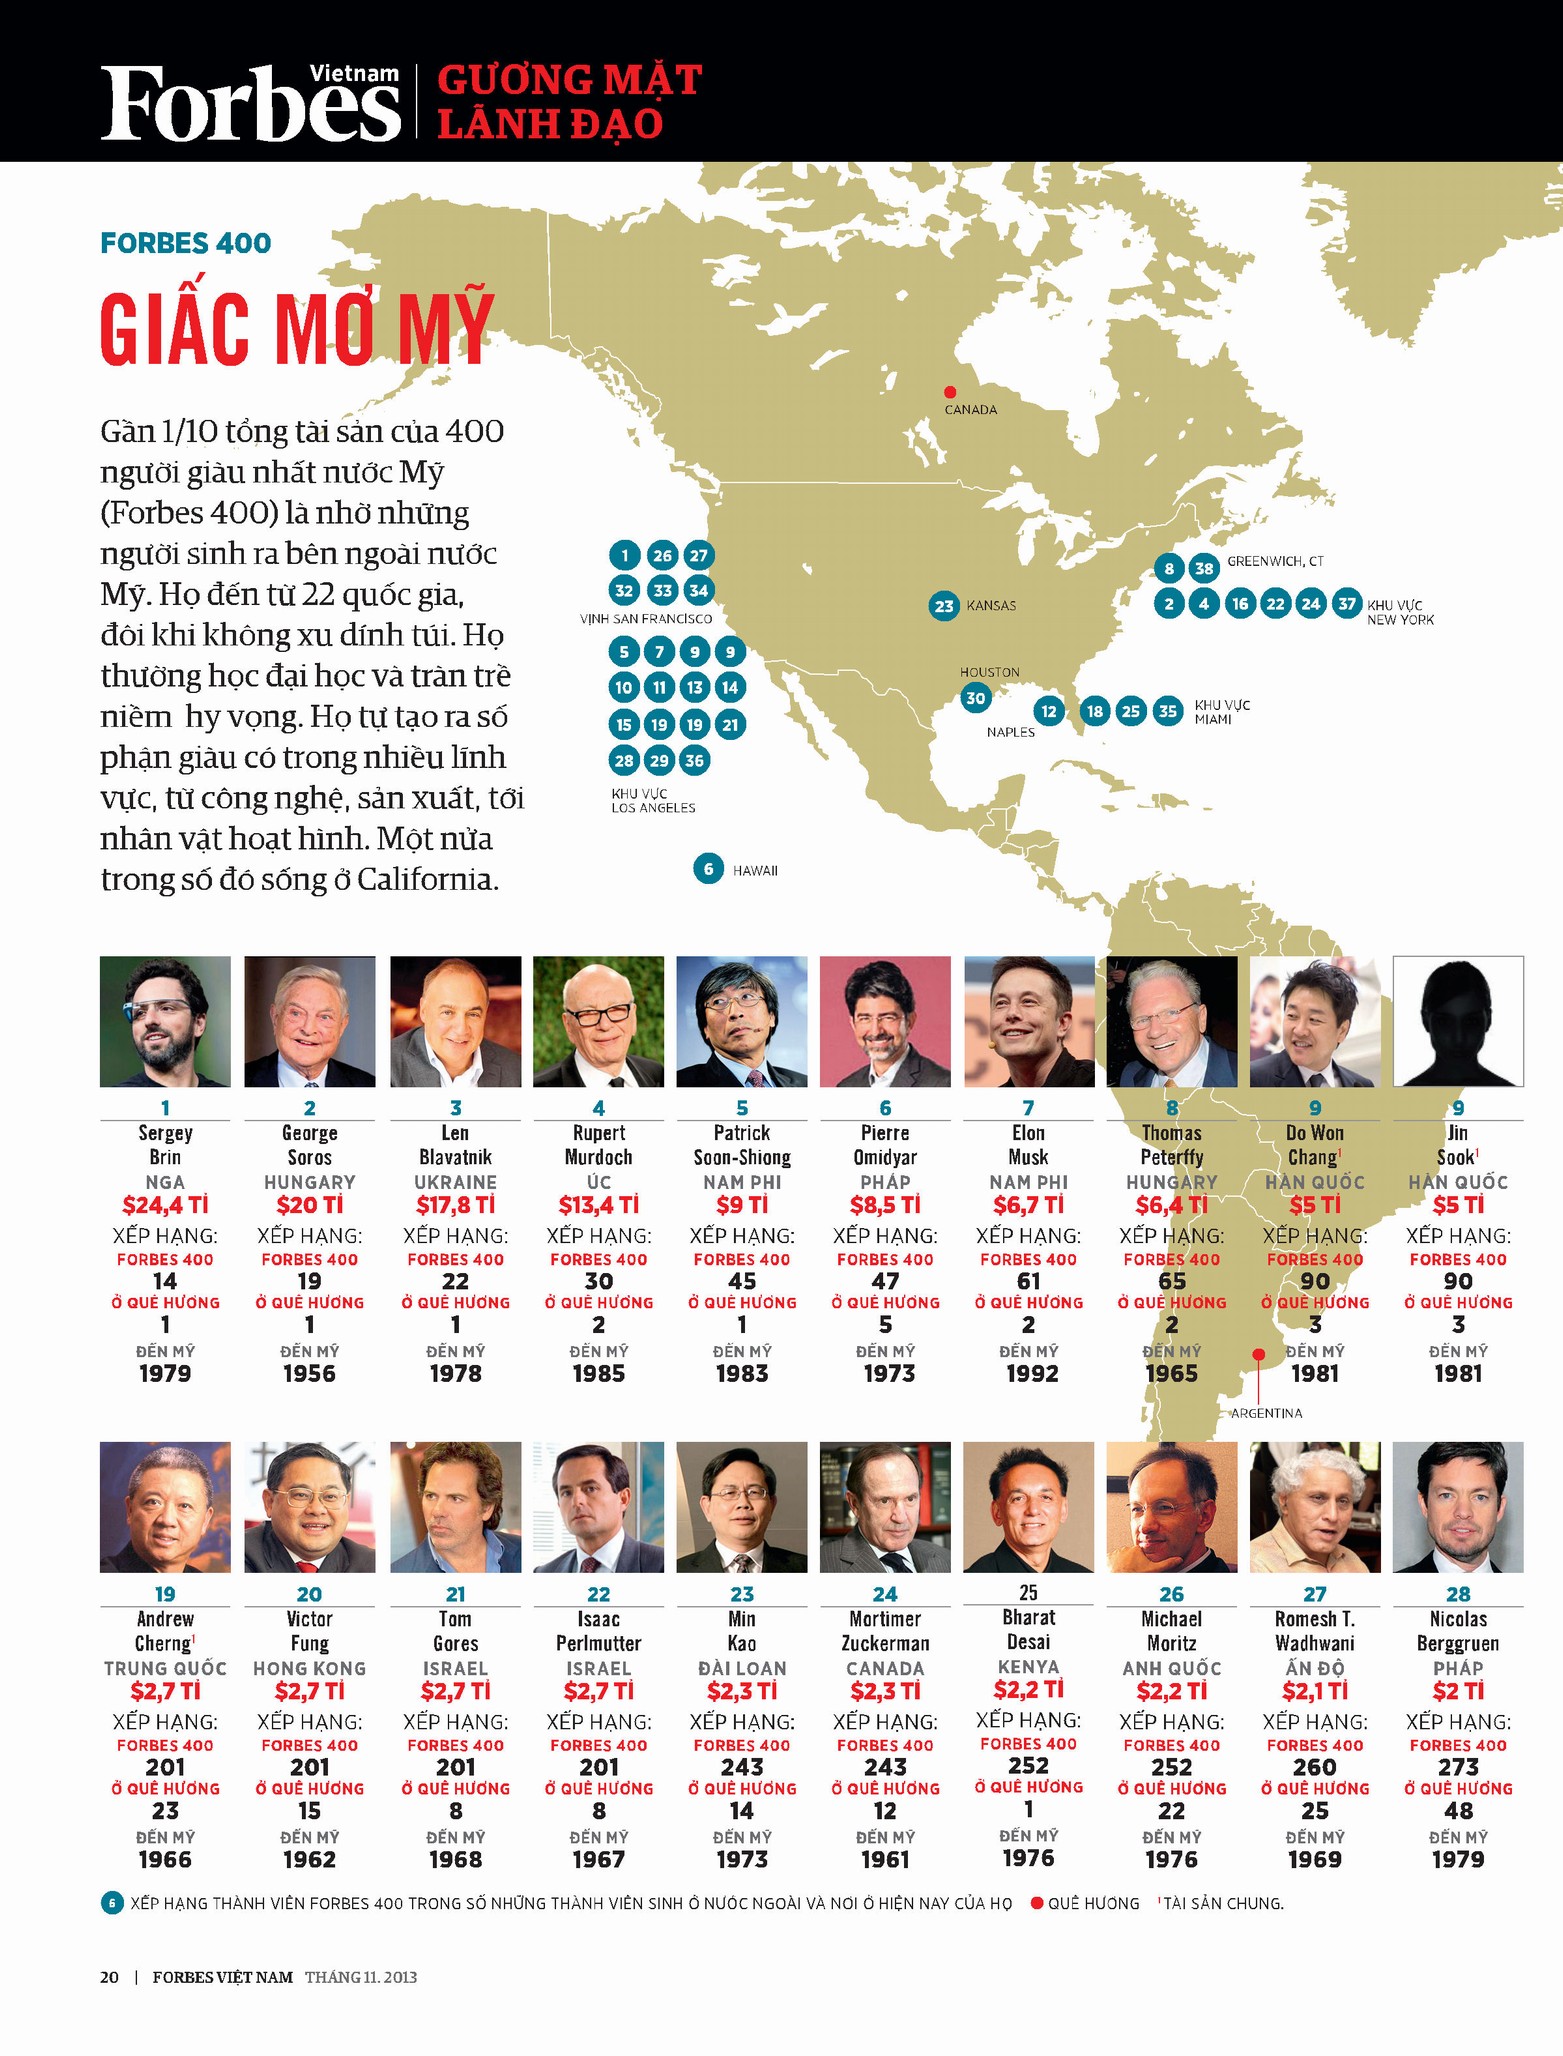 Forbes Vietnam
GƯƠNG MẶT
LÃNH ĐẠO
FORBES 400
GIẤC MƠ MỸ
Gần 1/10 tổng tài sản của 400
người giàu nhất nước Mỹ
(Forbes 400) là nhờ những
người sinh ra bên ngoài nước
Mỹ. Họ đến từ 22 quốc gia,
đôi khi không xu dính túi. Họ
thường học đại học và tràn trề
niềm hy vọng. Họ tự tạo ra số
phận giàu có trong nhiều lĩnh
vực, từ công nghệ, sản xuất, tới
nhân vật hoạt hình. Một nửa
trong số đó sống ở California.
CANADA
1 26 27
32 33 34
VỊNH SAN FRANCÍSCO
5 7 9 9
10 11 13 14
15 19 19 21
28 29 36
KHU VỰC
LOS ANGELES
6 HAWAII
23 KANSAS
HOUSTON
30
12
NAPLES
18 25 35 KHU VỰC
MIAMI
8 38 GREENWICH, CT
2 4 16 22 24 37 KHU VỰC
NEW YORK
1 2 3 4 5 6 7 8 9 9
Sergey George Len Rupert Patrick Pierre Elon Thomas Do Won Jin
Brin Soros Blavatnik Murdoch Soon-Shiong Omidyar Musk Peterffy Chang¹ Sook¹
NGA HUNGARY UKRAINE ÚC NAM PHI PHÁP NAM PHI HUNGARY HÀN QUỐC HÀN QUỐC
$24,4 TỈ $20 TỈ $17,8 TỈ $13,4 TỈ $9 TỈ $8,5 TỈ $6,7 TỈ $6,4 TỈ $5 TỈ $5 TỈ
XẾP HẠNG: XẾP HẠNG: XẾP HẠNG: XẾP HẠNG: XẾP HẠNG: XẾP HẠNG: XẾP HẠNG: XẾP HẠNG: XẾP HẠNG: XẾP HẠNG:
FORBES 400 FORBES 400 FORBES 400 FORBES 400 FORBES 400 FORBES 400 FORBES 400 FORBES 400 FORBES 400 FORBES 400
14 19 22 30 45 47 61 65 90 90
Ở QUÊ HƯƠNG Ở QUÊ HƯƠNG Ở QUÊ HƯƠNG Ở QUÊ HƯƠNG Ở QUÊ HƯƠNG Ở QUÊ HƯƠNG Ở QUÊ HƯƠNG Ở QUÊ HƯƠNG Ở QUÊ HƯƠNG Ở QUÊ HƯƠNG
1 1 1 2 1 5 2 2 3 3
ĐẾN MỸ ĐẾN MỸ ĐẾN MỸ ĐẾN MỸ ĐẾN MỸ ĐẾN MỸ ĐẾN MỸ ĐẾN MỸ ĐẾN MỸ ĐẾN MỸ
1979 1956 1978 1985 1983 1973 1992 1965 1981 1981
ARGENTINA
19 20 21 22 23 24 25 26 27 28
Andrew Victor Tom Isaac Min Mortimer Bharat Michael Romesh T. Nicolas
Cherng¹ Fung Gores Perlmutter Kao Zuckerman Desai Moritz Wadhwani Berggruen
TRUNG QUỐC HONG KONG ISRAEL ISRAEL ĐÀI LOAN CANADA KENYA ANH QUỐC ẤN ĐỘ PHÁP
$2,7 TỈ $2,7 TỈ $2,7 TỈ $2,7 TỈ $2,3 TỈ $2,3 TỈ $2,2 TỈ $2,2 TỈ $2,1 TỈ $2 TỈ
XẾP HẠNG: XẾP HẠNG: XẾP HẠNG: XẾP HẠNG: XẾP HẠNG: XẾP HẠNG: XẾP HẠNG: XẾP HẠNG: XẾP HẠNG: XẾP HẠNG:
FORBES 400 FORBES 400 FORBES 400 FORBES 400 FORBES 400 FORBES 400 FORBES 400 FORBES 400 FORBES 400 FORBES 400
201 201 201 201 243 243 252 252 260 273
Ở QUÊ HƯƠNG Ở QUÊ HƯƠNG Ở QUÊ HƯƠNG Ở QUÊ HƯƠNG Ở QUÊ HƯƠNG Ở QUÊ HƯƠNG Ở QUÊ HƯƠNG Ở QUÊ HƯƠNG Ở QUÊ HƯƠNG Ở QUÊ HƯƠNG
23 15 8 8 14 12 1 22 25 48
ĐẾN MỸ ĐẾN MỸ ĐẾN MỸ ĐẾN MỸ ĐẾN MỸ ĐẾN MỸ ĐẾN MỸ ĐẾN MỸ ĐẾN MỸ ĐẾN MỸ
1966 1962 1968 1967 1973 1961 1976 1976 1969 1979
6 XẾP HẠNG THÀNH VIÊN FORBES 400 TRONG SỐ NHỮNG THÀNH VIÊN SINH Ở NƯỚC NGOÀI VÀ NƠI Ở HIỆN NAY CỦA HỌ QUÊ HƯƠNG ¹TÀI SẢN CHUNG.
20 | FORBES VIỆT NAM THÁNG 11. 2013